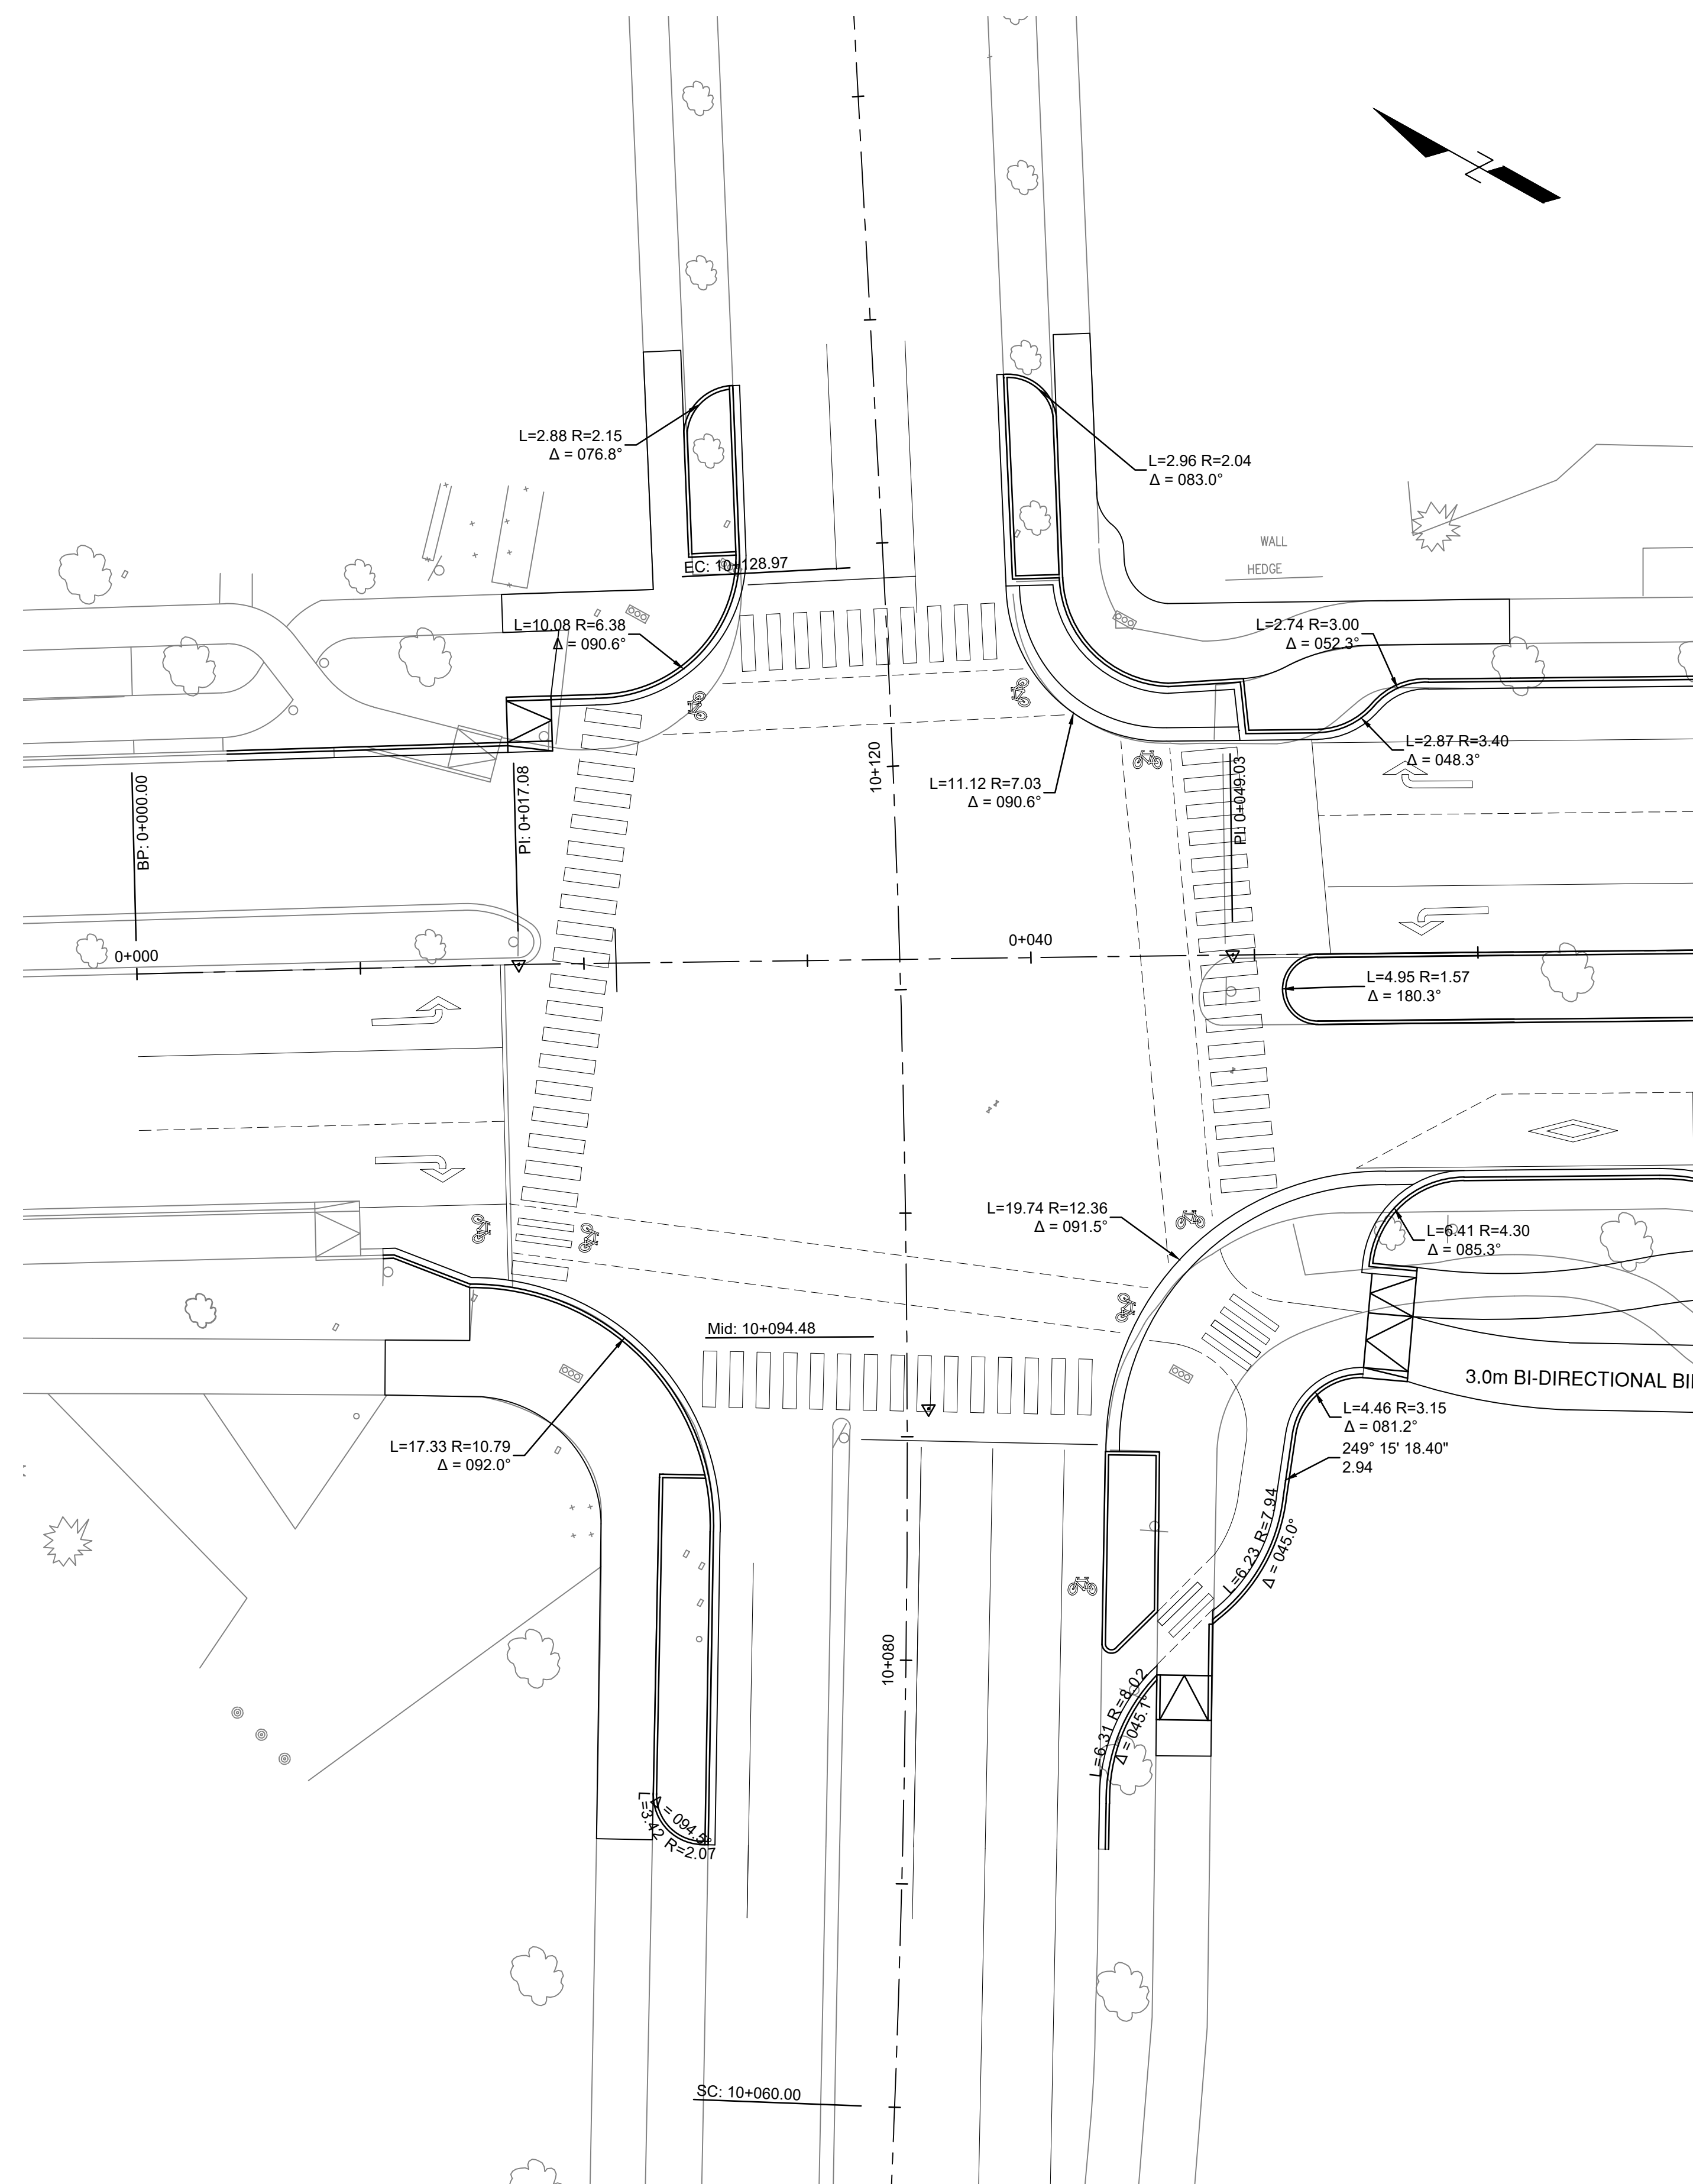 L=2.88 R=2.15
Δ = 076.8°
L=2.96 R=2.04
Δ = 083.0°
WALL
HEDGE
EC: 10+128.97
L=10.08 R=6.38
Δ = 090.6°
L=2.74 R=3.00
Δ = 052.3°
L=2.87 R=3.40
Δ = 048.3°
L=11.12 R=7.03
Δ = 090.6°
10+120
BP: 0+000.00
PI: 0+017.08
PI: 0+049.03
0+000
0+040
L=4.95 R=1.57
Δ = 180.3°
L=19.74 R=12.36
Δ = 091.5°
L=6.41 R=4.30
Δ = 085.3°
Mid: 10+094.48
3.0m BI-DIRECTIONAL
L=4.46 R=3.15
Δ = 081.2°
249° 15' 18.40"
2.94
L=17.33 R=10.79
Δ = 092.0°
L=6.23 R=7.94
Δ = 045.0°
10+080
L=6.31 R=8.02
Δ = 045.1°
Δ = 094.5°
L=3.42 R=2.07
SC: 10+060.00